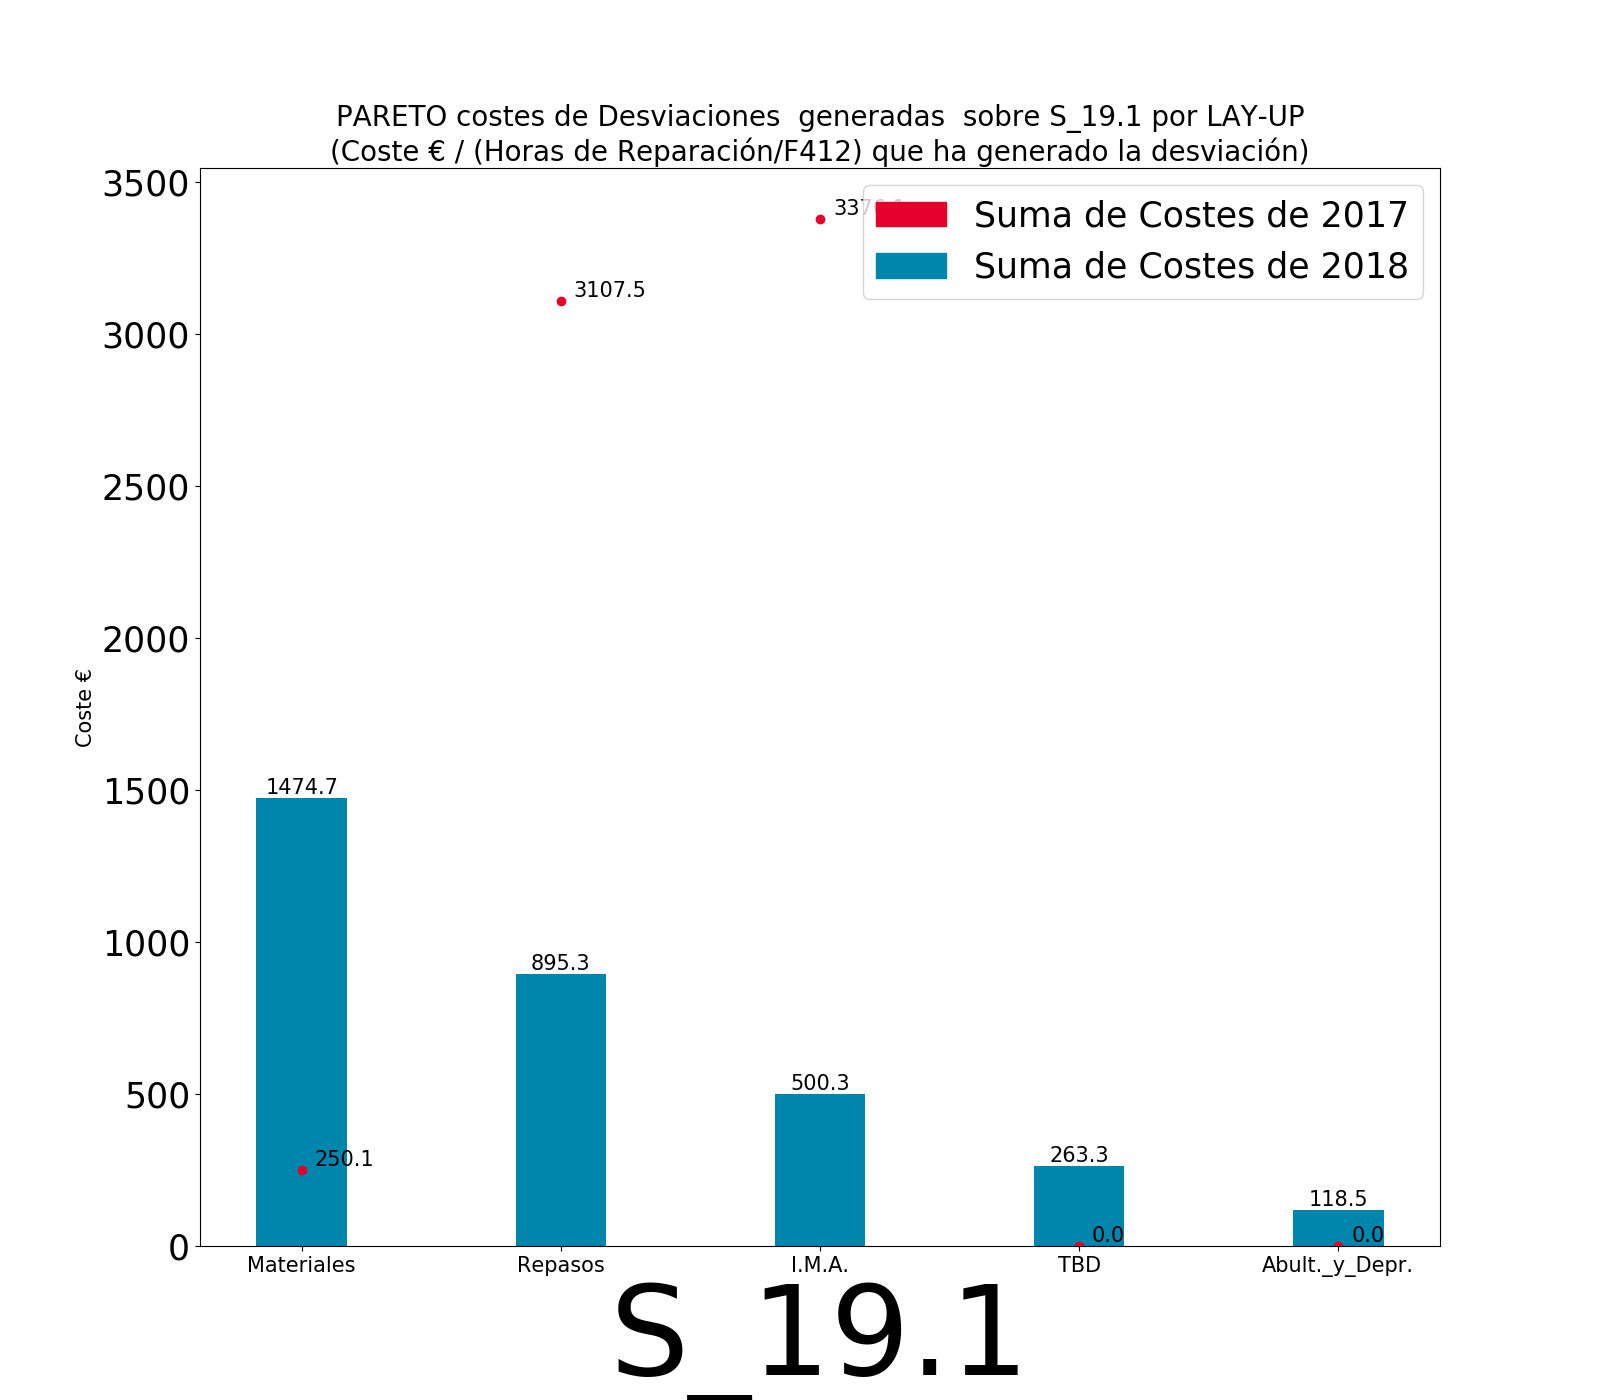 PARETO costes de Desviaciones  generadas  sobre S_19.1 por LAY-UP
(Coste € / (Horas de Reparación/F412) que ha generado la desviación)
Suma de Costes de 2017
Suma de Costes de 2018
3500
3000
2500
2000
1500
1000
500
0
Coste €
3107.5
1474.7
250.1
895.3
500.3
263.3
0.0
118.5
0.0
Materiales
Repasos
I.M.A.
TBD
Abult._y_Depr.
S_19.1